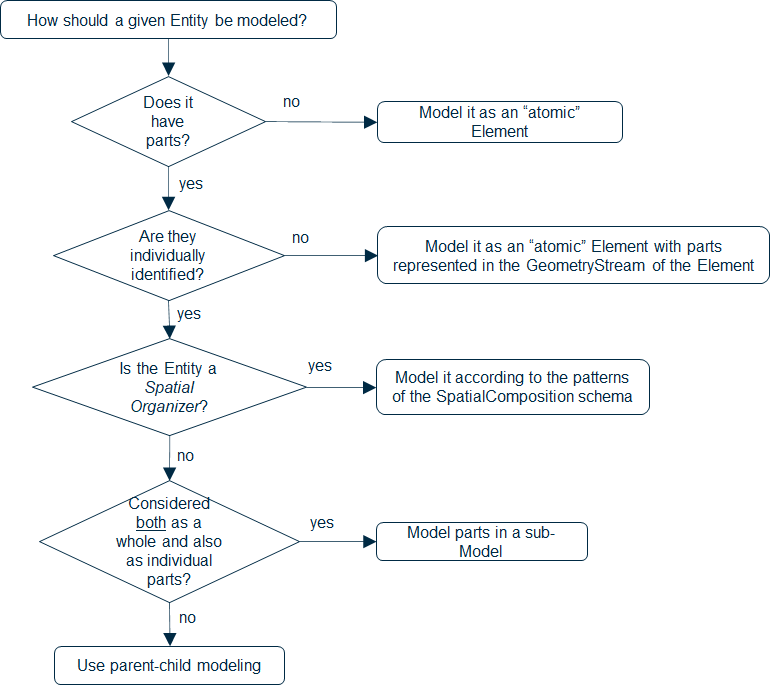 How should a given Entity be modeled?
Does it
have
parts?
no
Model it as an “atomic”
Element
yes
Are they
individually
identified?
no
Model it as an “atomic” Element with parts
represented in the GeometryStream of the Element
yes
Is the Entity a
Spatial
Organizer?
yes
Model it according to the patterns
of the SpatialComposition schema
no
Considered
both as a
whole and also
as individual
parts?
yes
Model parts in a sub-
Model
no
Use parent-child modeling